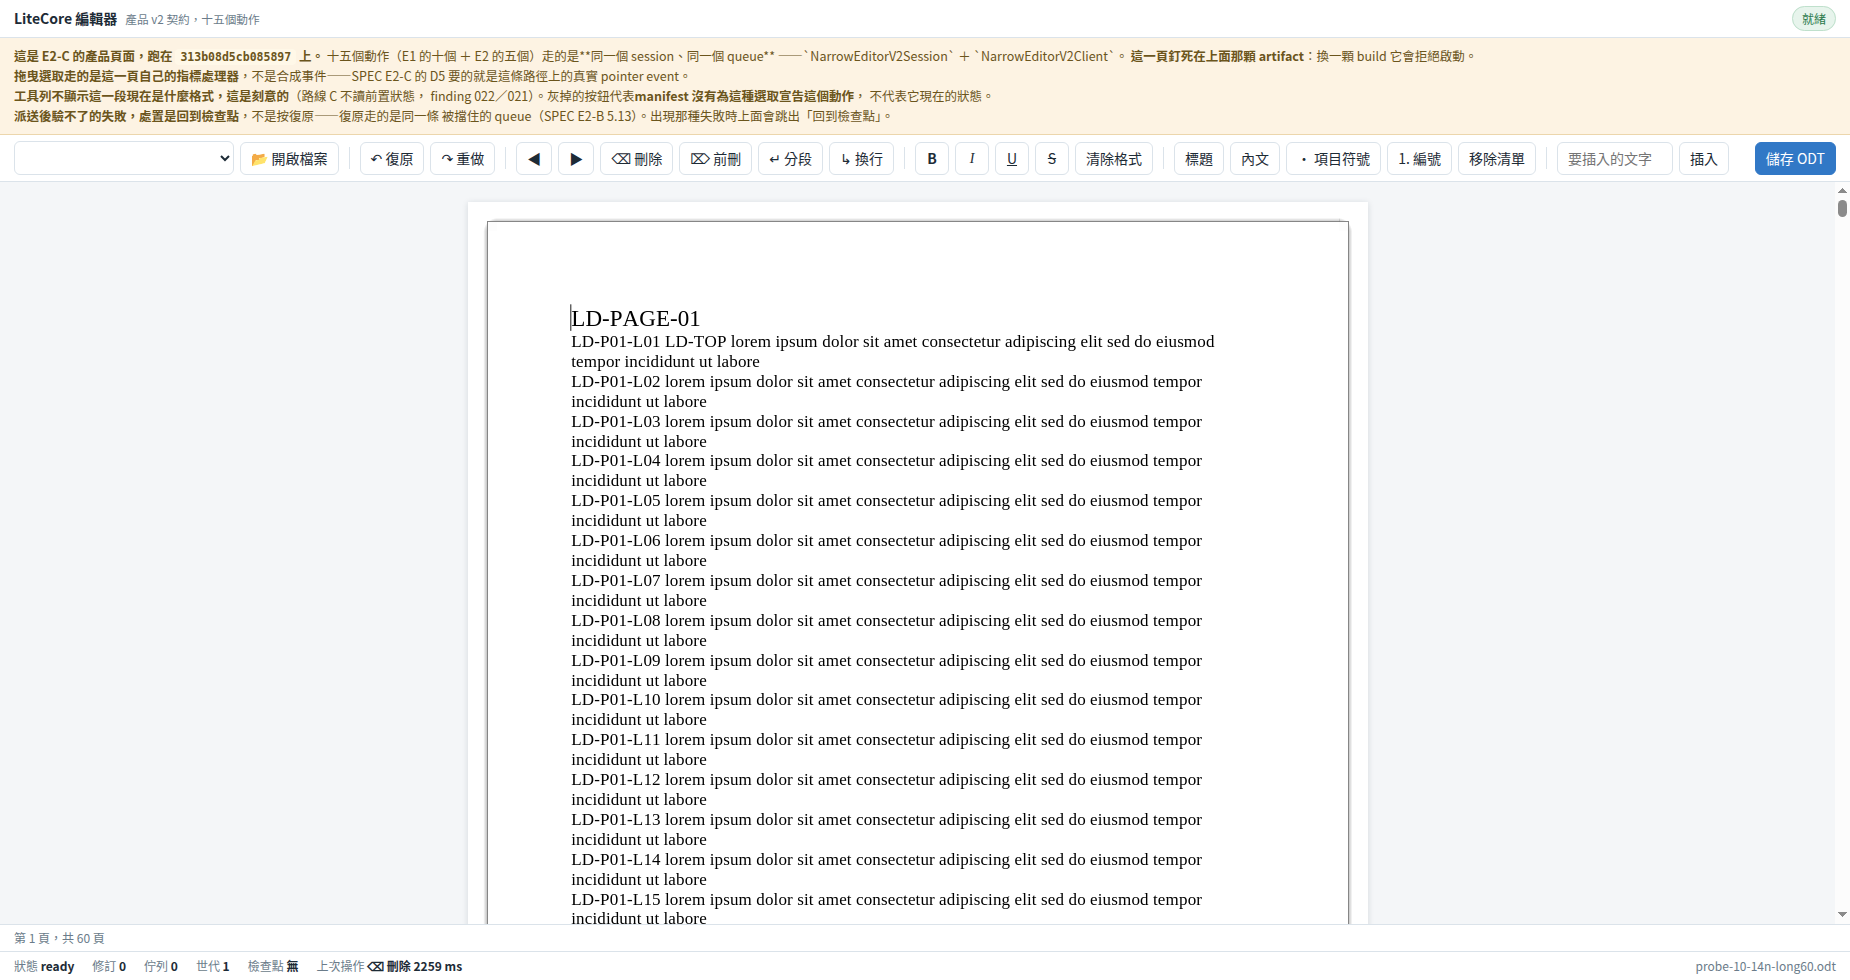 LiteCore 編輯器 產品 v2 契約，十五個動作 就緒
這是 E2-C 的產品頁面，跑在 313b08d5cb085897 上。 十五個動作（E1 的十個 ＋ E2 的五個）走的是**同一個 session、同一個 queue** ——`NarrowEditorV2Session` ＋ `NarrowEditorV2Client`。 這一頁釘死在上面那顆 artifact：換一顆 build 它會拒絕啟動。
拖曳選取走的是這一頁自己的指標處理器，不是合成事件——SPEC E2-C 的 D5 要的就是這條路徑上的真實 pointer event。
工具列不顯示這一段現在是什麼格式，這是刻意的（路線 C 不讀前置狀態， finding 022／021）。灰掉的按鈕代表manifest 沒有為這種選取宣告這個動作， 不代表它現在的狀態。
派送後驗不了的失敗，處置是回到檢查點，不是按復原——復原走的是同一條 被擋住的 queue（SPEC E2-B 5.13）。出現那種失敗時上面會跳出「回到檢查點」。
📂 開啟檔案 ↶ 復原 ↷ 重做 ◀ ▶ ⌫ 刪除 ⌦ 前刪 ↵ 分段 ↳ 換行 B I U S 清除格式 標題 內文 • 項目符號 1. 編號 移除清單 要插入的文字 插入 儲存 ODT
LD-PAGE-01
LD-P01-L01 LD-TOP lorem ipsum dolor sit amet consectetur adipiscing elit sed do eiusmod
tempor incididunt ut labore
LD-P01-L02 lorem ipsum dolor sit amet consectetur adipiscing elit sed do eiusmod tempor
incididunt ut labore
LD-P01-L03 lorem ipsum dolor sit amet consectetur adipiscing elit sed do eiusmod tempor
incididunt ut labore
LD-P01-L04 lorem ipsum dolor sit amet consectetur adipiscing elit sed do eiusmod tempor
incididunt ut labore
LD-P01-L05 lorem ipsum dolor sit amet consectetur adipiscing elit sed do eiusmod tempor
incididunt ut labore
LD-P01-L06 lorem ipsum dolor sit amet consectetur adipiscing elit sed do eiusmod tempor
incididunt ut labore
LD-P01-L07 lorem ipsum dolor sit amet consectetur adipiscing elit sed do eiusmod tempor
incididunt ut labore
LD-P01-L08 lorem ipsum dolor sit amet consectetur adipiscing elit sed do eiusmod tempor
incididunt ut labore
LD-P01-L09 lorem ipsum dolor sit amet consectetur adipiscing elit sed do eiusmod tempor
incididunt ut labore
LD-P01-L10 lorem ipsum dolor sit amet consectetur adipiscing elit sed do eiusmod tempor
incididunt ut labore
LD-P01-L11 lorem ipsum dolor sit amet consectetur adipiscing elit sed do eiusmod tempor
incididunt ut labore
LD-P01-L12 lorem ipsum dolor sit amet consectetur adipiscing elit sed do eiusmod tempor
incididunt ut labore
LD-P01-L13 lorem ipsum dolor sit amet consectetur adipiscing elit sed do eiusmod tempor
incididunt ut labore
LD-P01-L14 lorem ipsum dolor sit amet consectetur adipiscing elit sed do eiusmod tempor
incididunt ut labore
LD-P01-L15 lorem ipsum dolor sit amet consectetur adipiscing elit sed do eiusmod tempor
incididunt ut labore
第 1 頁，共 60 頁
狀態 ready 修訂 0 佇列 0 世代 1 檢查點 無 上次操作 ⌫ 刪除 2259 ms probe-10-14n-long60.odt